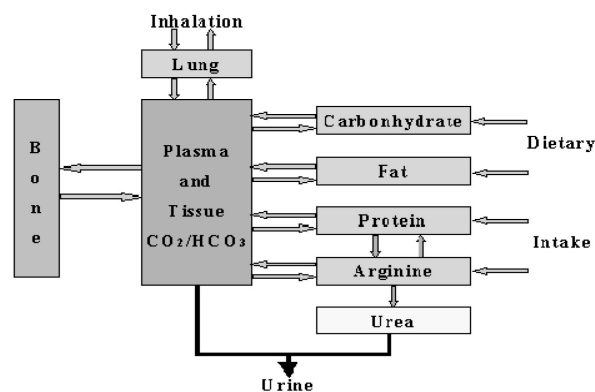 Inhalation
Lung
B
o
n
e
Plasma
and
Tissue
CO₂/HCO₃
Carbonhydrate
Fat
Protein
Arginine
Urea
Dietary
Intake
Urine